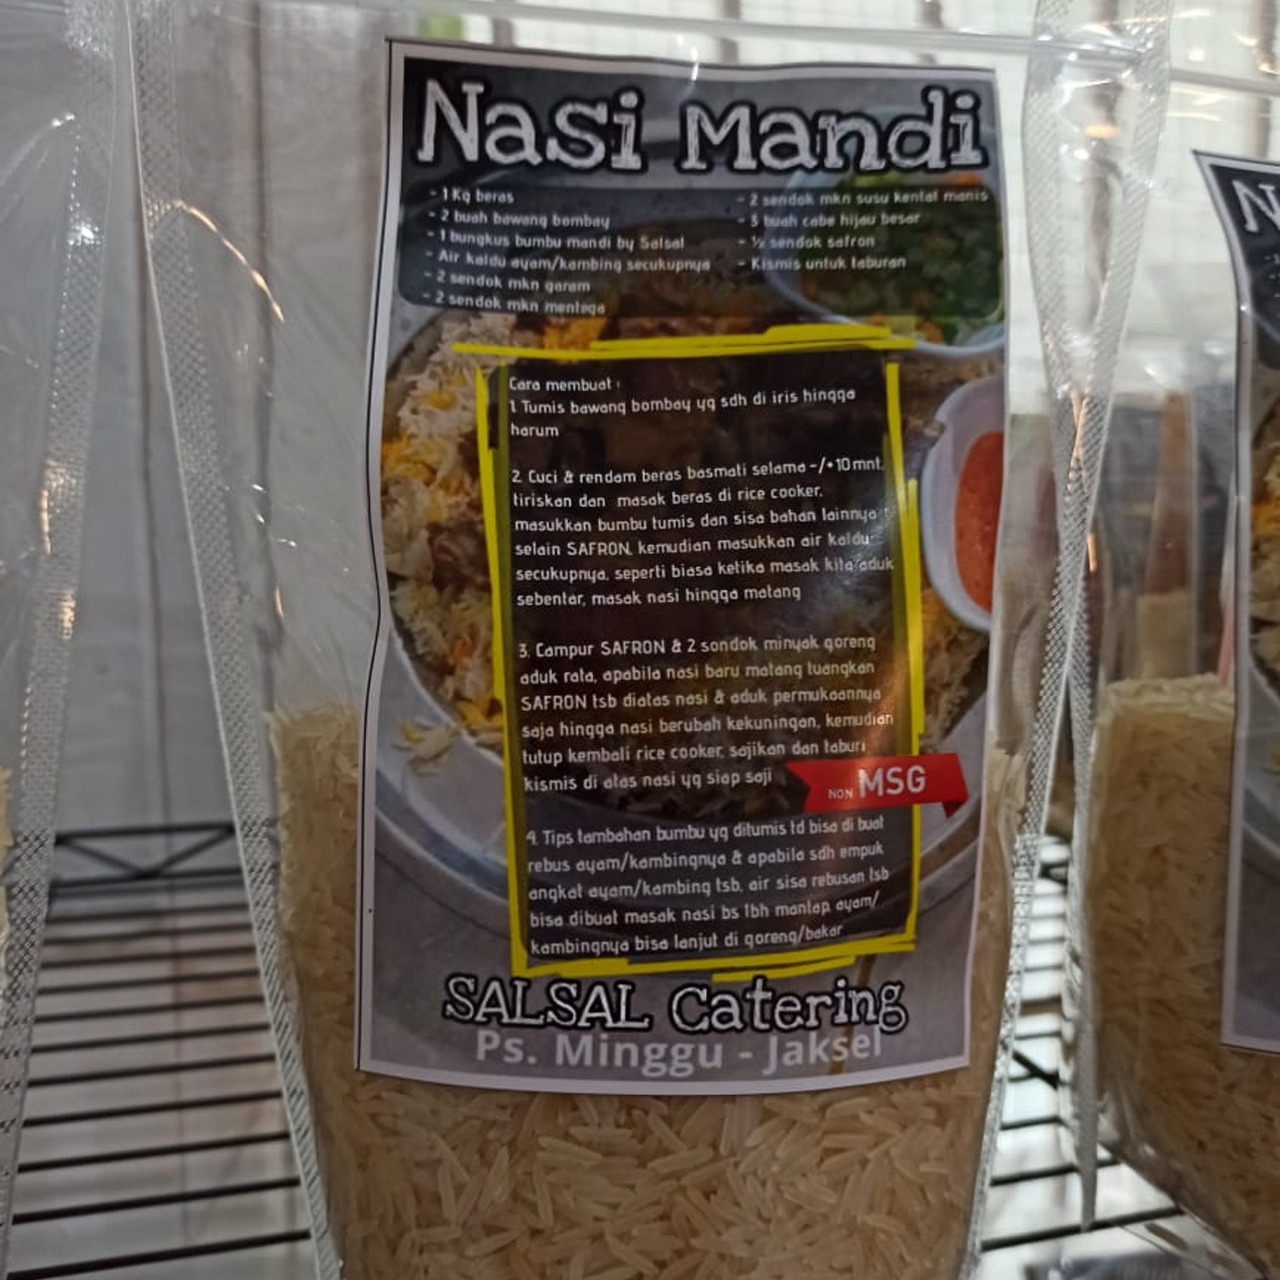 Nasi Mandi
- 1 Kg beras
- 2 buah bawang bombay
- 1 bungkus bumbu mandi by Salsal
- Air kaldu ayam/kambing secukupnya
- 2 sendok mkn garam
- 2 sendok mkn mentega
- 2 sendok mkn susu kental manis
- 3 buah cabe hijau besar
- ½ sendok safron
- Kismis untuk taburan
Cara membuat :
1. Tumis bawang bombay yg sdh di iris hingga
harum
2. Cuci & rendam beras basmati selama -/+10mnt.
tiriskan dan masak beras di rice cooker.
masukkan bumbu tumis dan sisa bahan lainnya
selain SAFRON, kemudian masukkan air kaldu
secukupnya, seperti biasa ketika masak kita aduk
sebentar, masak nasi hingga matang
3. Campur SAFRON & 2 sondok minyak goreng
aduk rata, apabila nasi baru matang tuangkan
SAFRON tsb diatas nasi & aduk permukaannya
saja hingga nasi berubah kekuningan, kemudian
tutup kembali rice cooker, sajikan dan taburi
kismis di atas nasi yg siap saji
NON MSG
4. Tips tambahan bumbu yg ditumis td bisa di buat
rebus ayam/kambingnya & apabila sdh empuk
angkat ayam/kambing tsb, air sisa rebusan tsb
bisa dibuat masak nasi bs lbh mantap, ayam/
kambingnya bisa lanjut di goreng/bakar
SALSAL Catering
Ps. Minggu - Jaksel
N